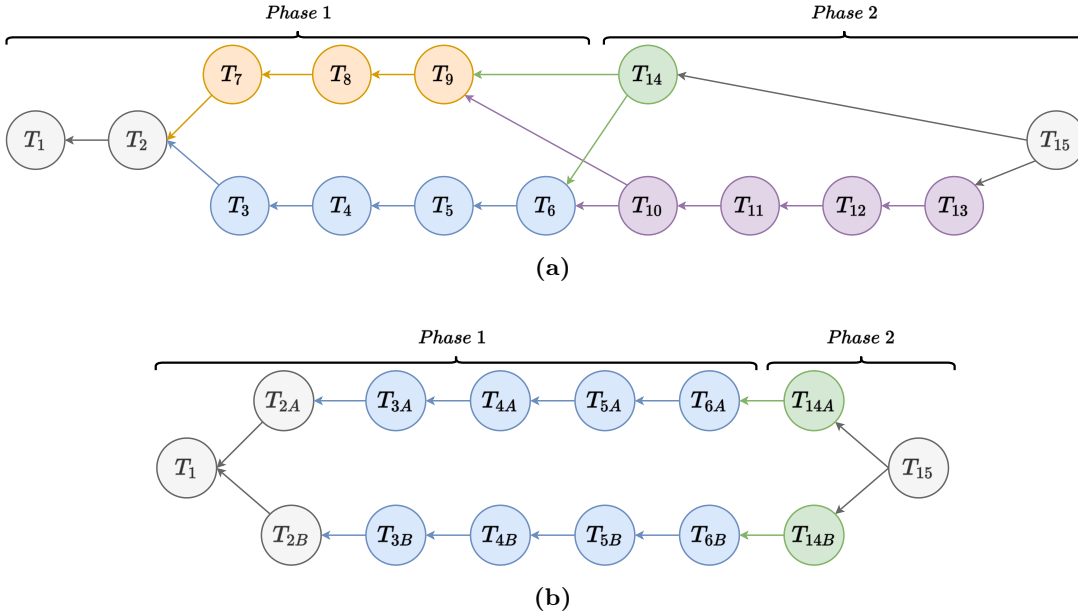 Phase 1
Phase 2
T7
T8
T9
T14
T1
T2
T15
T3
T4
T5
T6
T10
T11
T12
T13
(a)
Phase 1
Phase 2
T2A
T3A
T4A
T5A
T6A
T14A
T1
T15
T2B
T3B
T4B
T5B
T6B
T14B
(b)